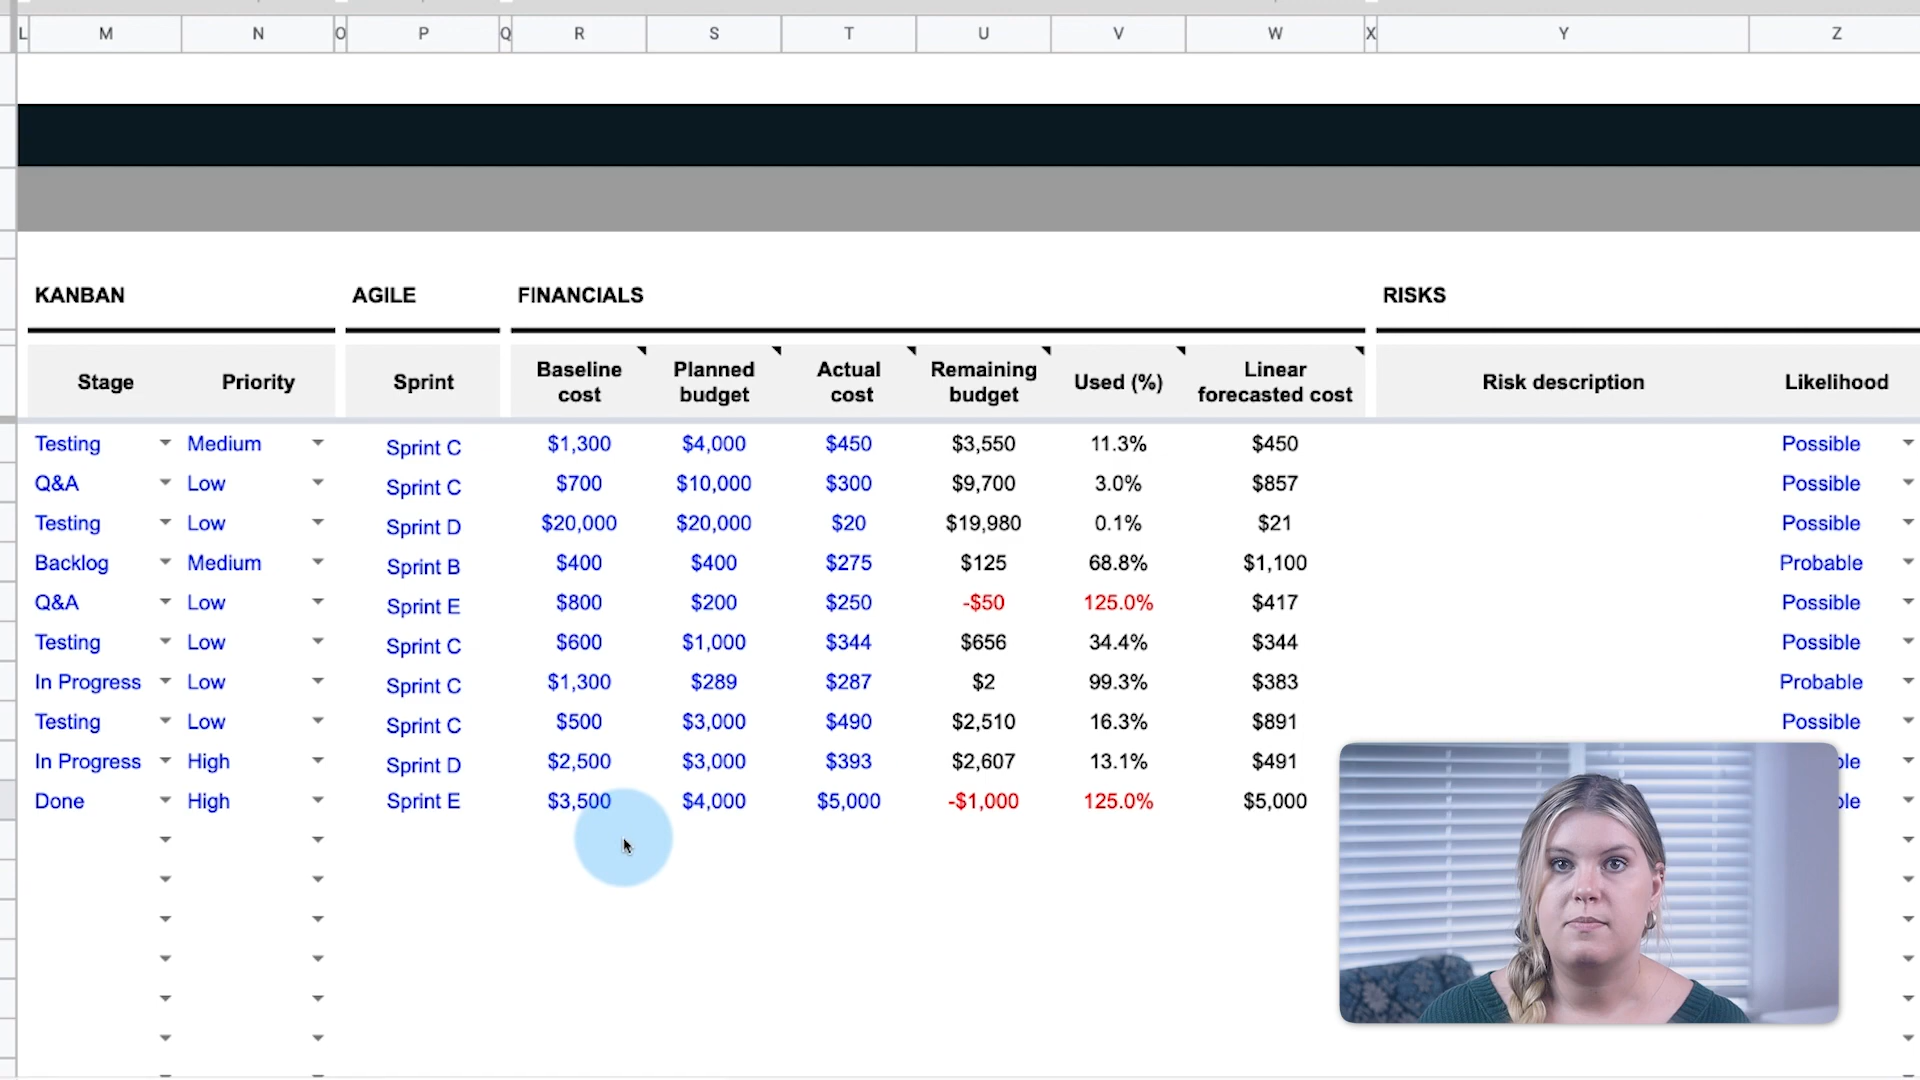 L M N O P Q R S T U V W X Y Z
KANBAN AGILE FINANCIALS RISKS
Stage Priority Sprint Baseline cost Planned budget Actual cost Remaining budget Used (%) Linear forecasted cost Risk description Likelihood
Testing Medium Sprint C $1,300 $4,000 $450 $3,550 11.3% $450 Possible
Q&A Low Sprint C $700 $10,000 $300 $9,700 3.0% $857 Possible
Testing Low Sprint D $20,000 $20,000 $20 $19,980 0.1% $21 Possible
Backlog Medium Sprint B $400 $400 $275 $125 68.8% $1,100 Probable
Q&A Low Sprint E $800 $200 $250 -$50 125.0% $417 Possible
Testing Low Sprint C $600 $1,000 $344 $656 34.4% $344 Possible
In Progress Low Sprint C $1,300 $289 $287 $2 99.3% $383 Probable
Testing Low Sprint C $500 $3,000 $490 $2,510 16.3% $891 Possible
In Progress High Sprint D $2,500 $3,000 $393 $2,607 13.1% $491
Done High Sprint E $3,500 $4,000 $5,000 -$1,000 125.0% $5,000